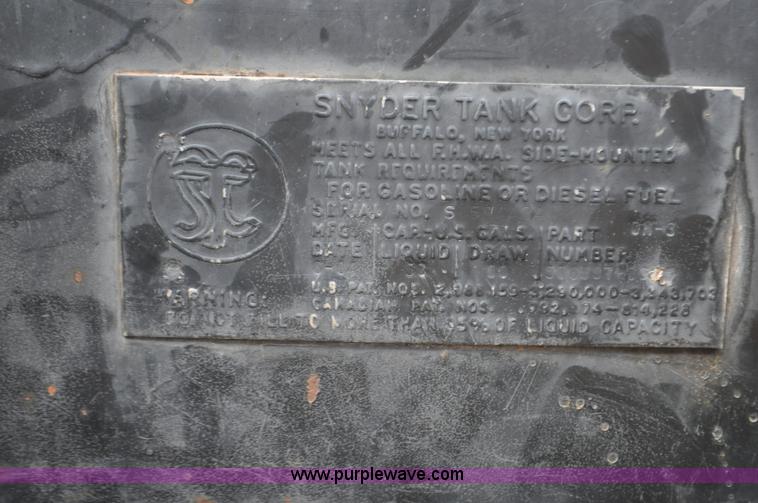 SNYDER TANK CORP.
BUFFALO, NEW YORK
MEETS ALL F.H.W.A. SIDE-MOUNTED
TANK REQUIREMENTS
FOR GASOLINE OR DIESEL FUEL
SERIAL NO. S
MFG. CAP.-U.S. GALS. PART
DATE LIQUID DRAW NUMBER
U.S. PAT. NOS.
WARNING:
CANADIAN PAT. NOS. 814,228
DO NOT FILL TO MORE THAN 95% OF LIQUID CAPACITY
www.purplewave.com